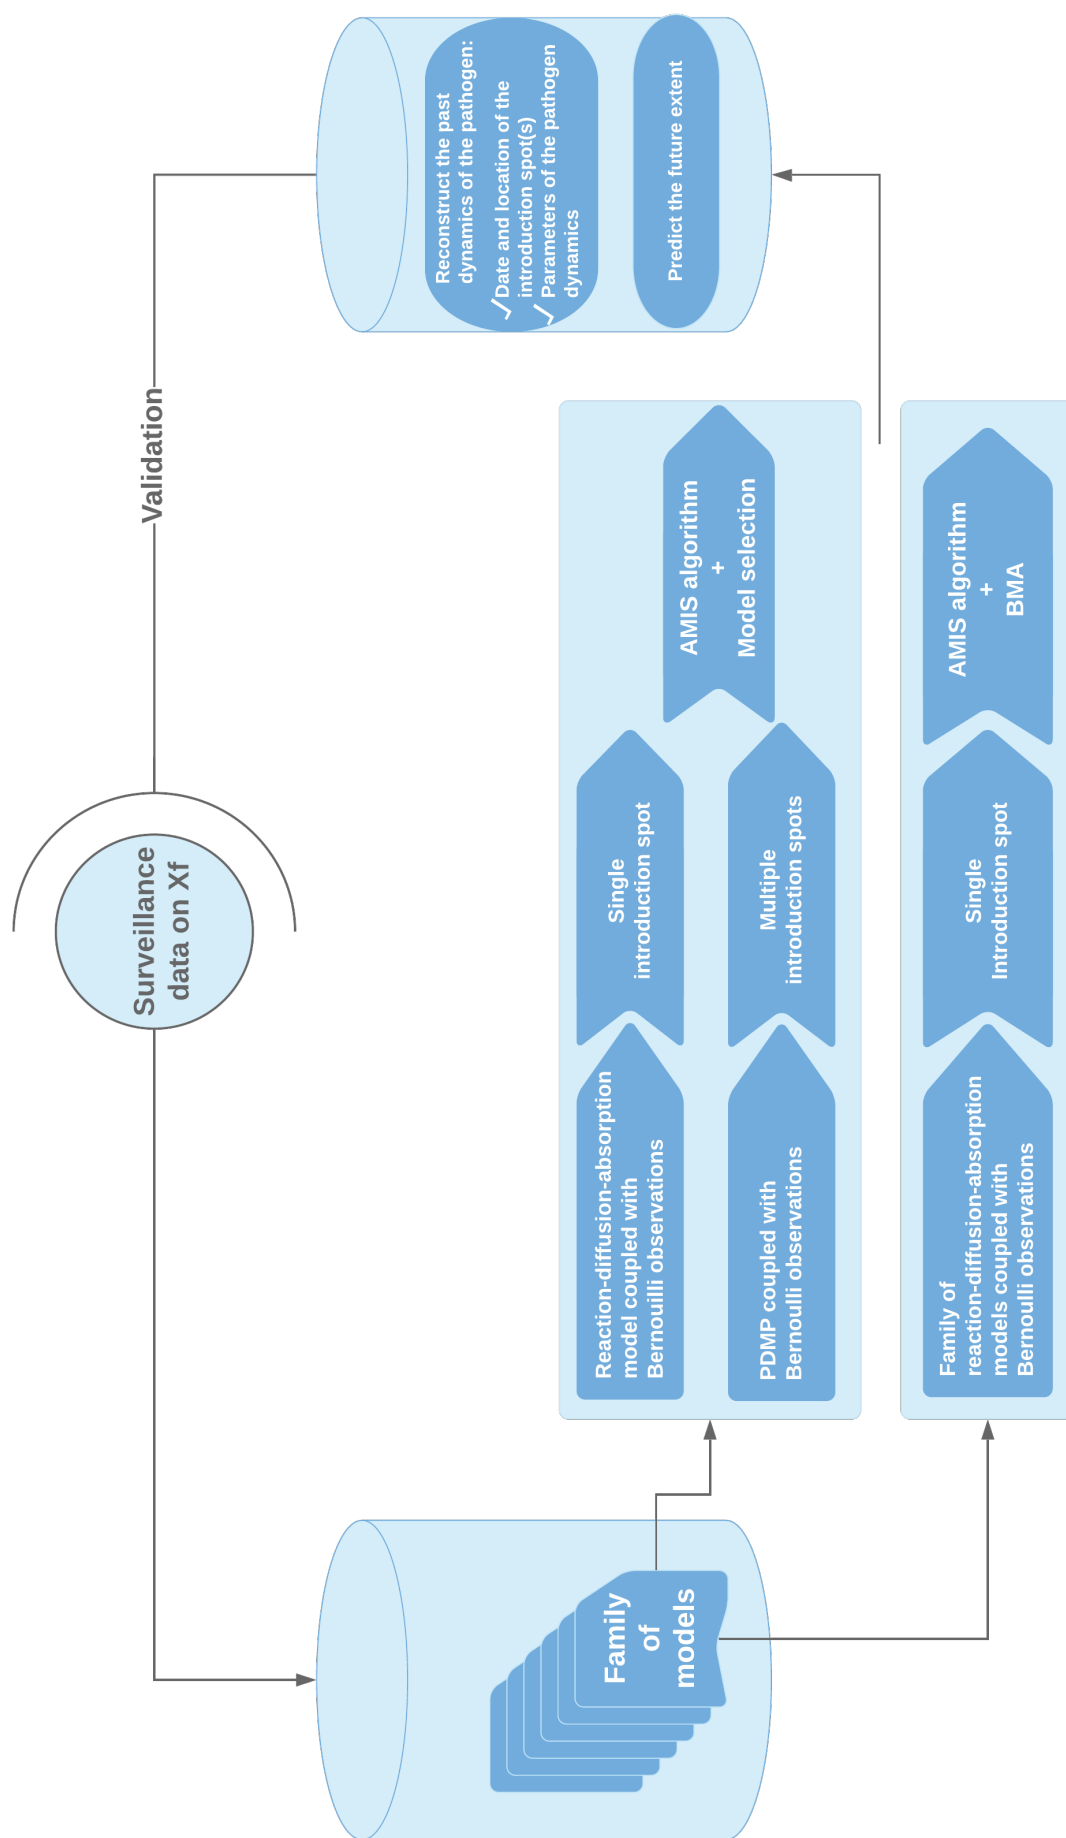 Surveillance
data on Xf
Validation
Family
of
models
Reaction-diffusion-absorption
model coupled with
Bernouilli observations
Single
introduction spot
PDMP coupled with
Bernoulli observations
Multiple
introduction spots
AMIS algorithm
+
Model selection
Family of
reaction-diffusion-absorption
models coupled with
Bernoulli observations
Single
Introduction spot
AMIS algorithm
+
BMA
Reconstruct the past
dynamics of the pathogen:
√Date and location of the
introduction spot(s)
√ Parameters of the pathogen
dynamics
Predict the future extent